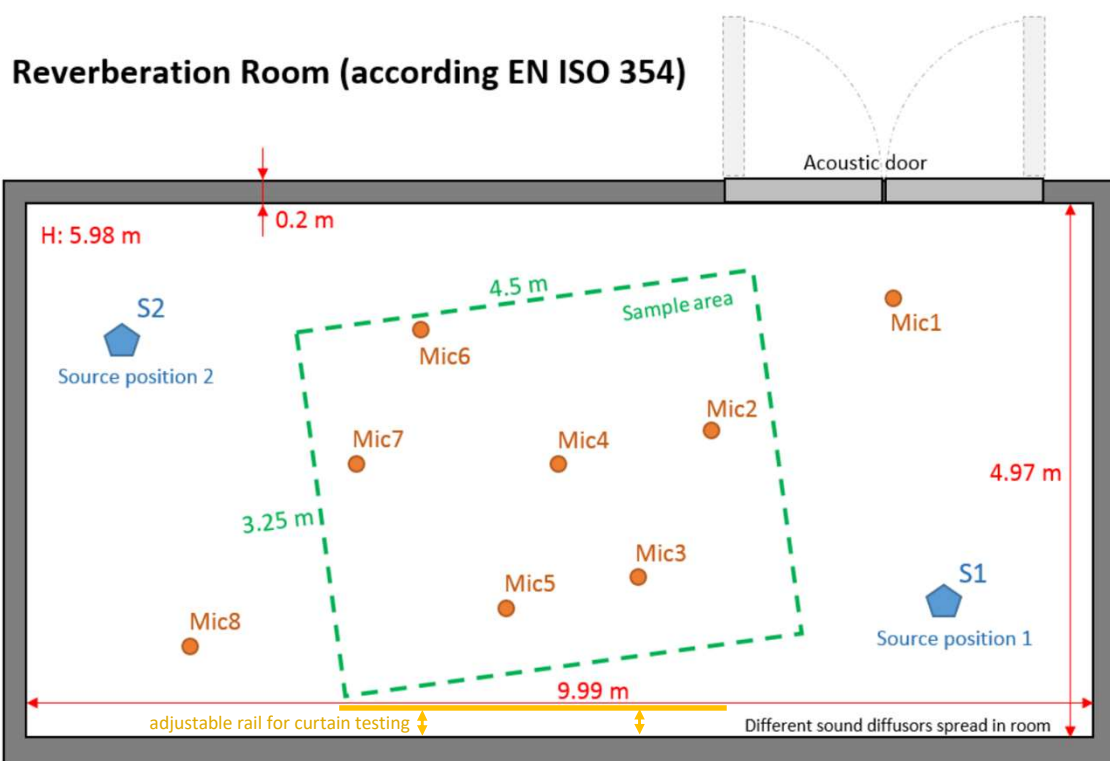 Reverberation Room (according EN ISO 354)
Acoustic door
0.2 m
H: 5.98 m
4.5 m
Sample area
S2
Source position 2
Mic1
Mic6
Mic2
Mic7
Mic4
4.97 m
3.25 m
Mic3
Mic5
S1
Source position 1
Mic8
9.99 m
adjustable rail for curtain testing
Different sound diffusors spread in room